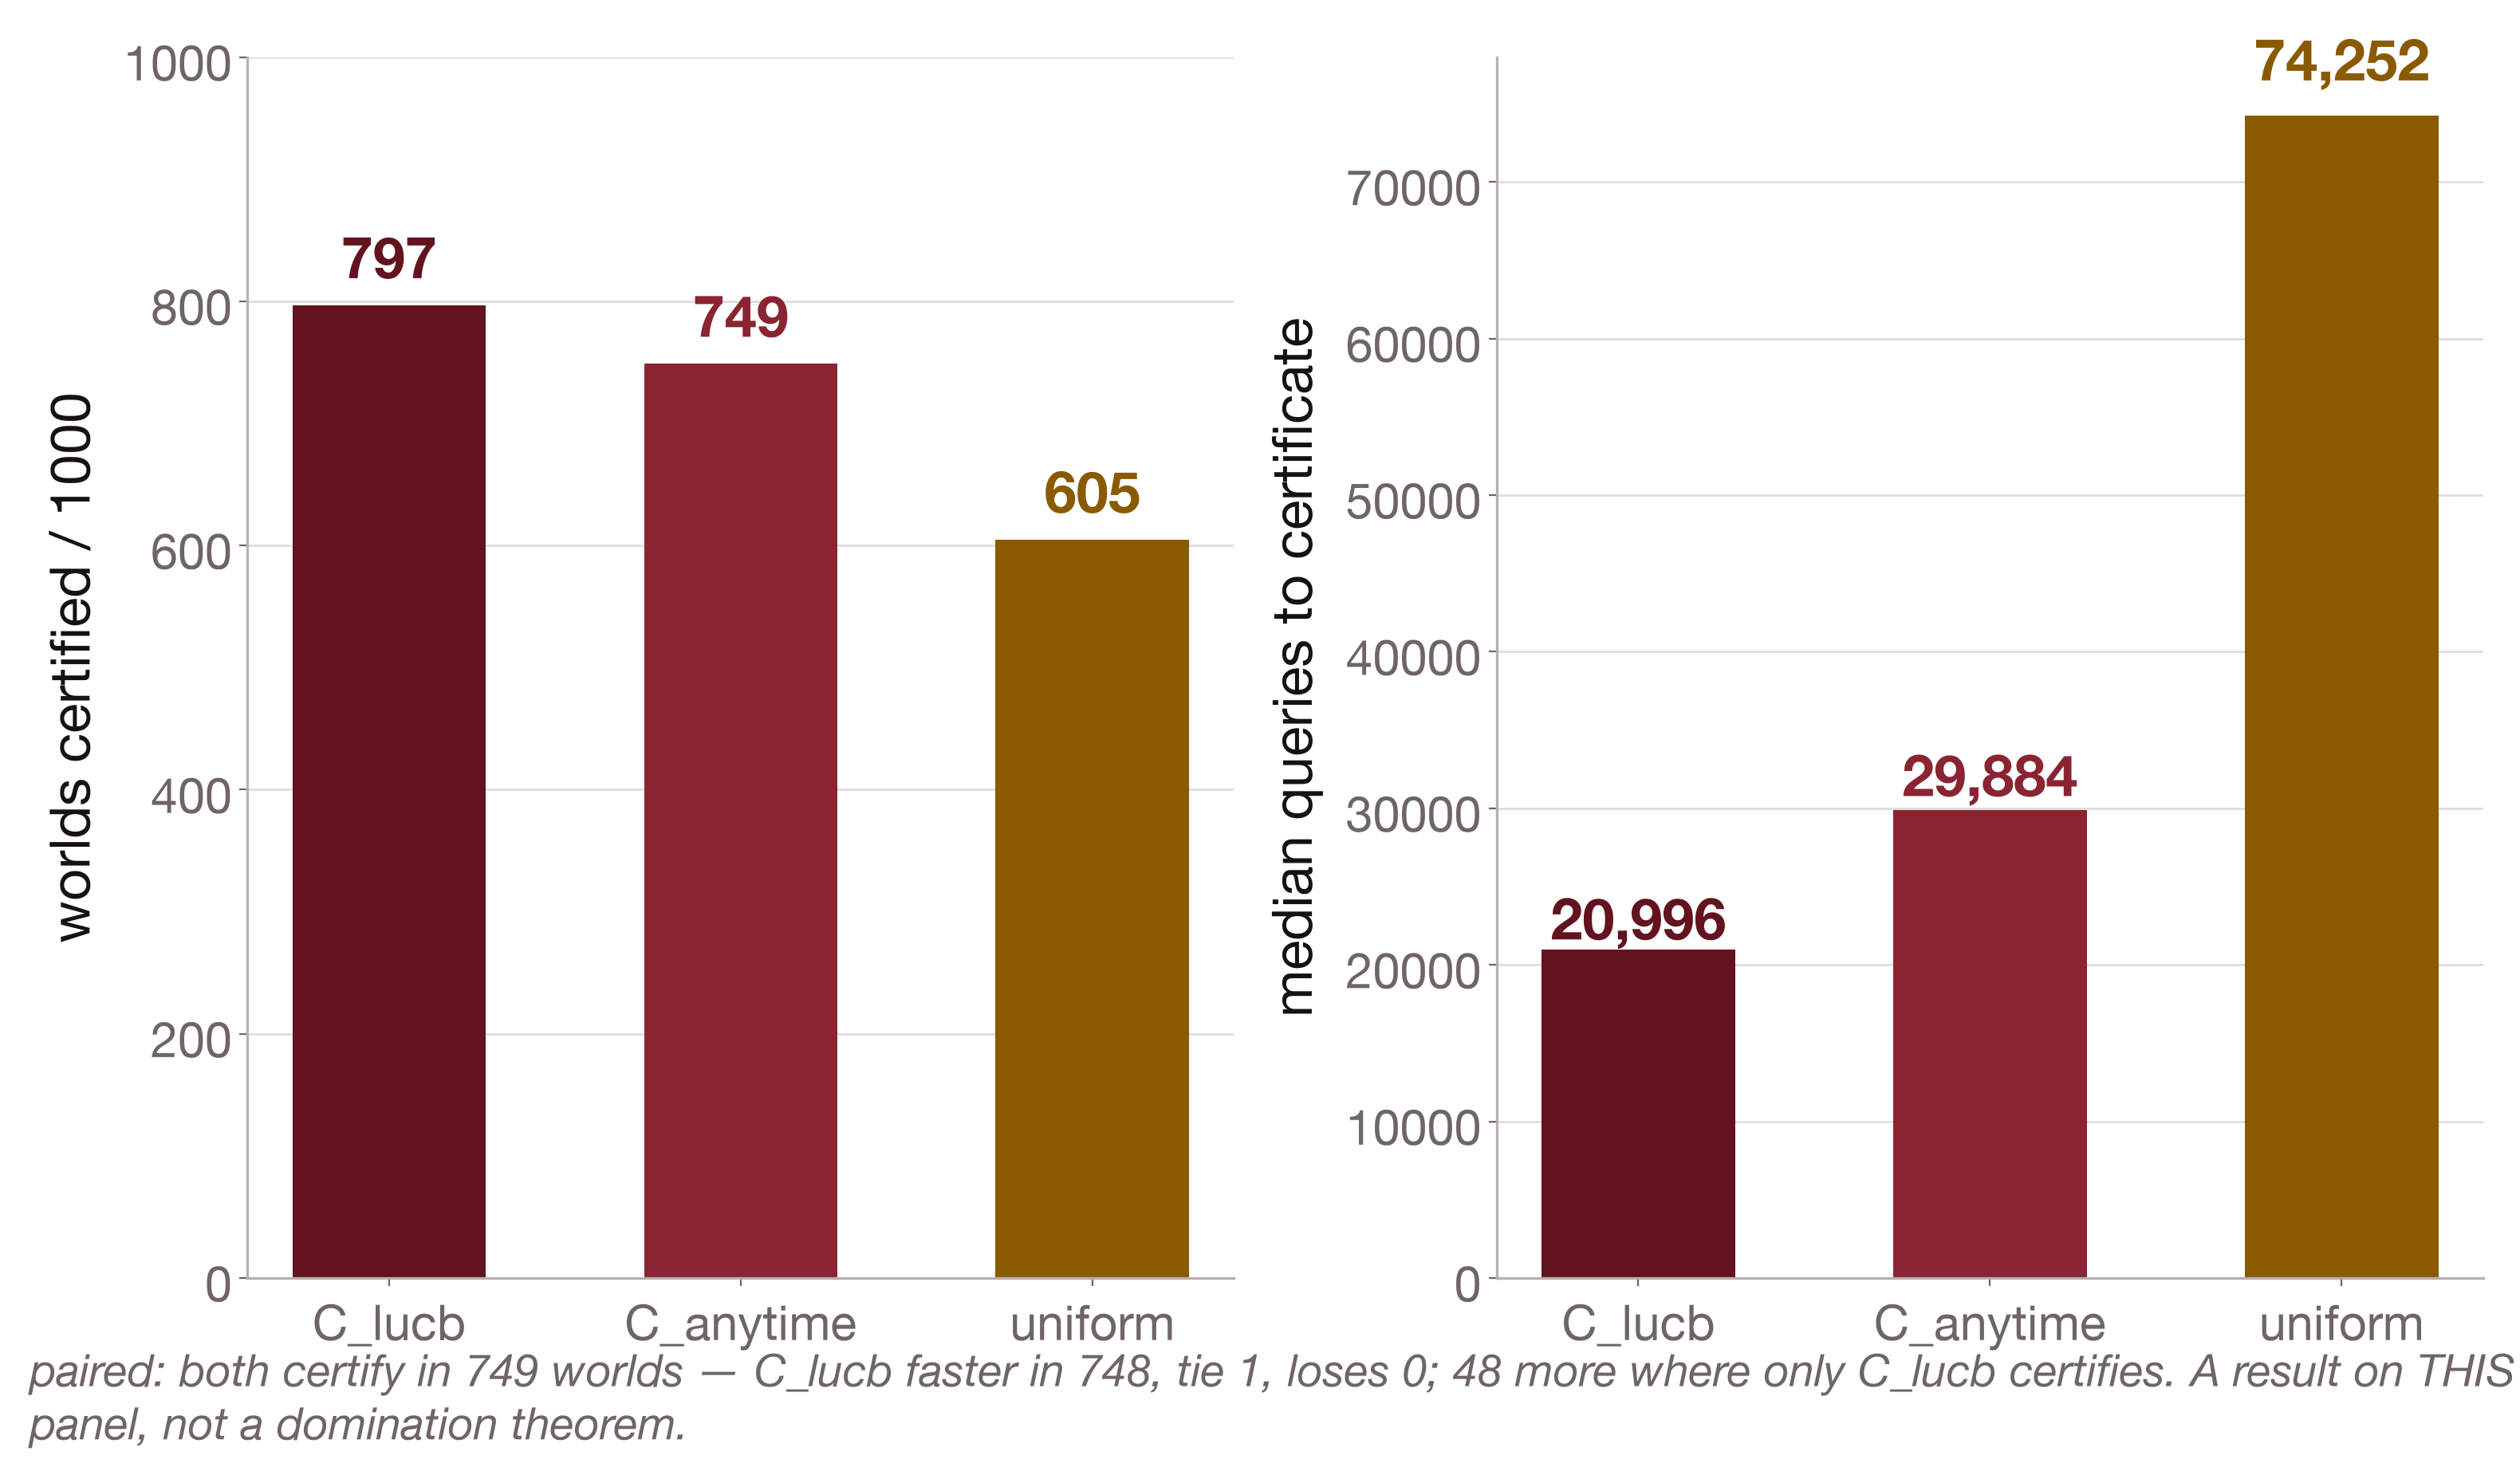 worlds certified / 1000
1000
800
600
400
200
0
797
749
605
C_lucb
C_anytime
uniform
median queries to certificate
70000
60000
50000
40000
30000
20000
10000
0
20,996
29,884
74,252
C_lucb
C_anytime
uniform
paired: both certify in 749 worlds — C_lucb faster in 748, tie 1, loses 0; 48 more where only C_lucb certifies. A result on THIS
panel, not a domination theorem.